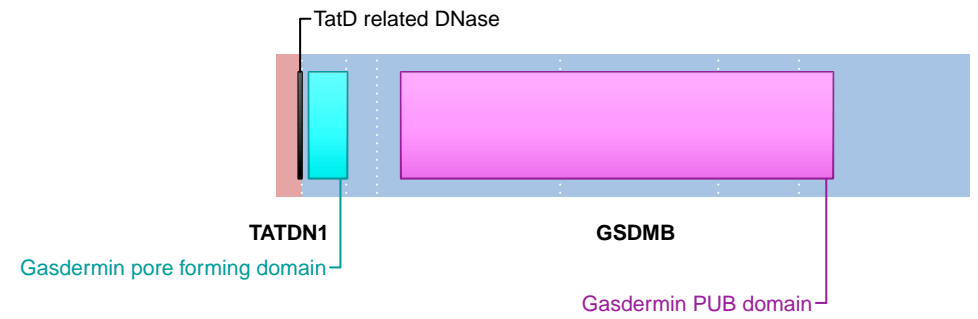 TatD related DNase
TATDN1
GSDMB
Gasdermin pore forming domain
Gasdermin PUB domain